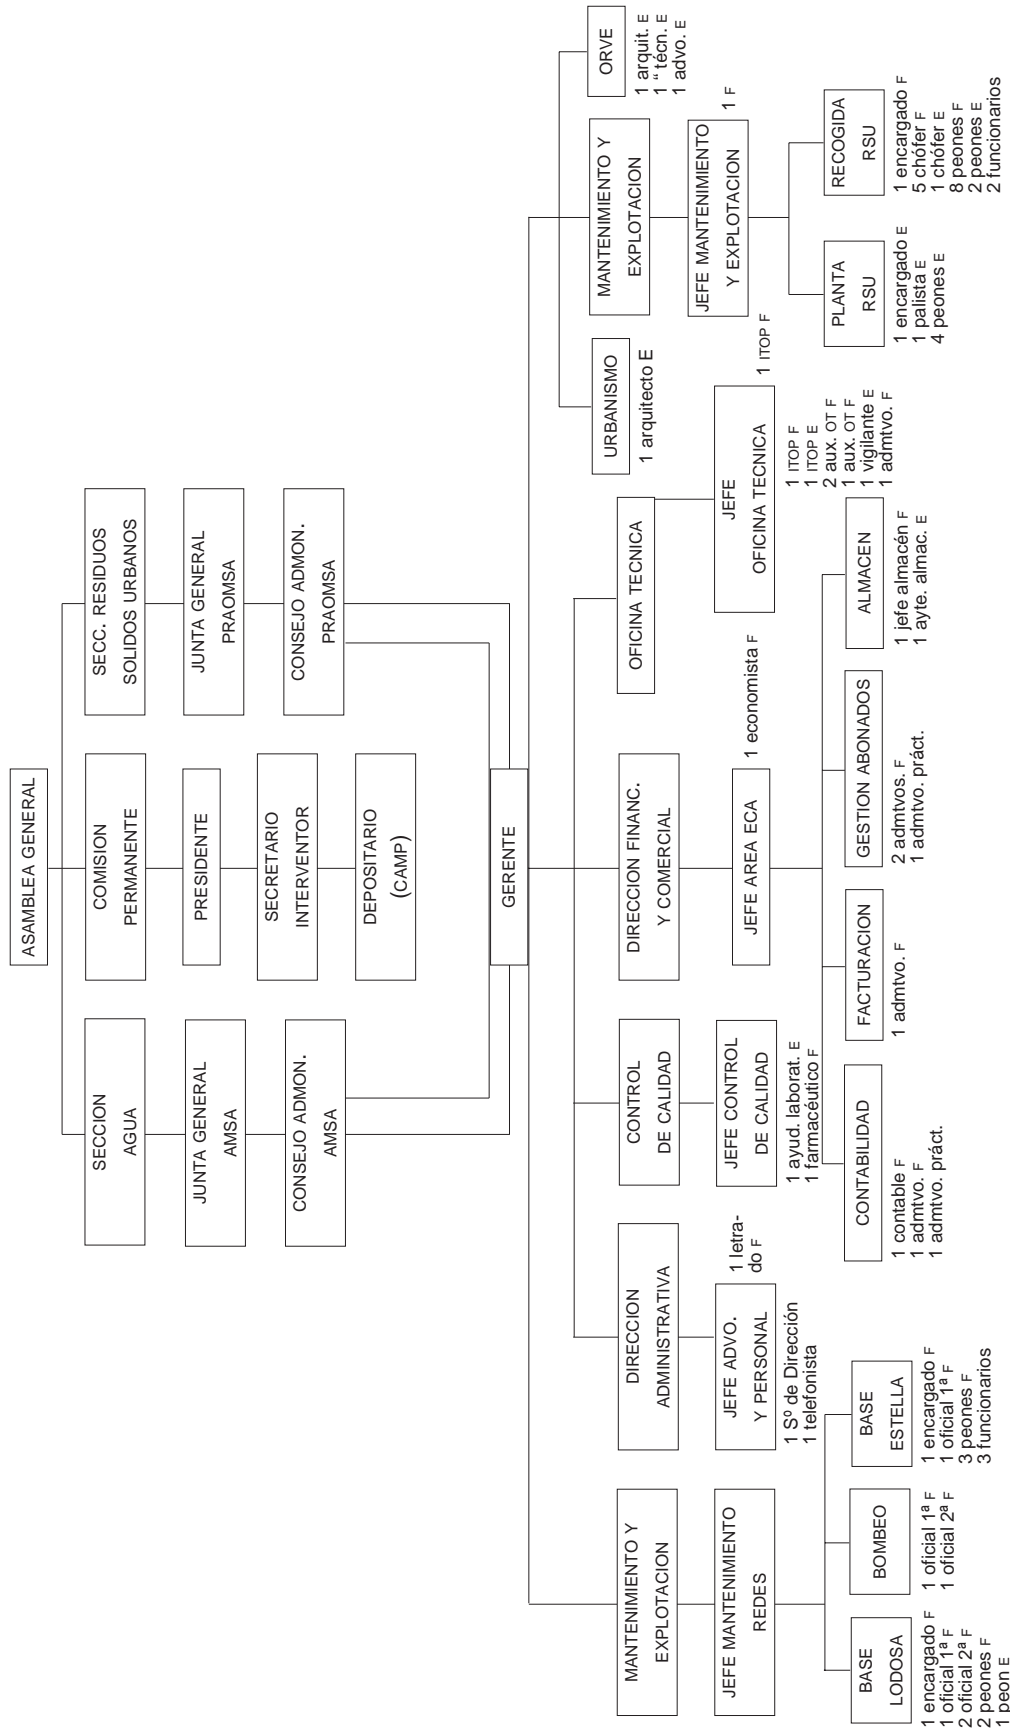 ASAMBLEA GENERAL
SECCION
AGUA
COMISION
PERMANENTE
SECC. RESIDUOS
SOLIDOS URBANOS
JUNTA GENERAL
AMSA
PRESIDENTE
JUNTA GENERAL
PRAOMSA
CONSEJO ADMON.
AMSA
SECRETARIO
INTERVENTOR
CONSEJO ADMON.
PRAOMSA
DEPOSITARIO
(CAMP)
GERENTE
MANTENIMIENTO Y
EXPLOTACION
JEFE MANTENIMIENTO
REDES
BASE
LODOSA
1 encargado F
1 oficial 1ª F
2 oficial 2ª F
2 peones F
1 peon E
BOMBEO
1 oficial 1ª F
1 oficial 2ª F
BASE
ESTELLA
1 encargado F
1 oficial 1ª F
3 peones F
3 funcionarios
DIRECCION
ADMINISTRATIVA
JEFE ADVO.
Y PERSONAL
1 letra-
do F
1 Sº de Dirección
1 telefonista
CONTROL
DE CALIDAD
JEFE CONTROL
DE CALIDAD
1 ayud. laborat. E
1 farmacéutico F
DIRECCION FINANC.
Y COMERCIAL
JEFE AREA ECA
1 economista F
CONTABILIDAD
1 contable F
1 admtvo. F
1 admtvo. práct.
FACTURACION
1 admtvo. F
GESTION ABONADOS
2 admtvos. F
1 admtvo. práct.
ALMACEN
1 jefe almacén F
1 ayte. almac. E
OFICINA TECNICA
JEFE
OFICINA TECNICA
1 ITOP F
1 ITOP F
1 ITOP E
2 aux. OT F
1 aux. OT F
1 vigilante E
1 admtvo. F
URBANISMO
1 arquitecto E
MANTENIMIENTO Y
EXPLOTACION
JEFE MANTENIMIENTO
Y EXPLOTACION
1 F
PLANTA
RSU
1 encargado E
1 palista E
4 peones E
RECOGIDA
RSU
1 encargado F
5 chófer F
1 chófer E
8 peones F
2 peones E
2 funcionarios
ORVE
1 arquit. E
1 “ técn. E
1 advo. E